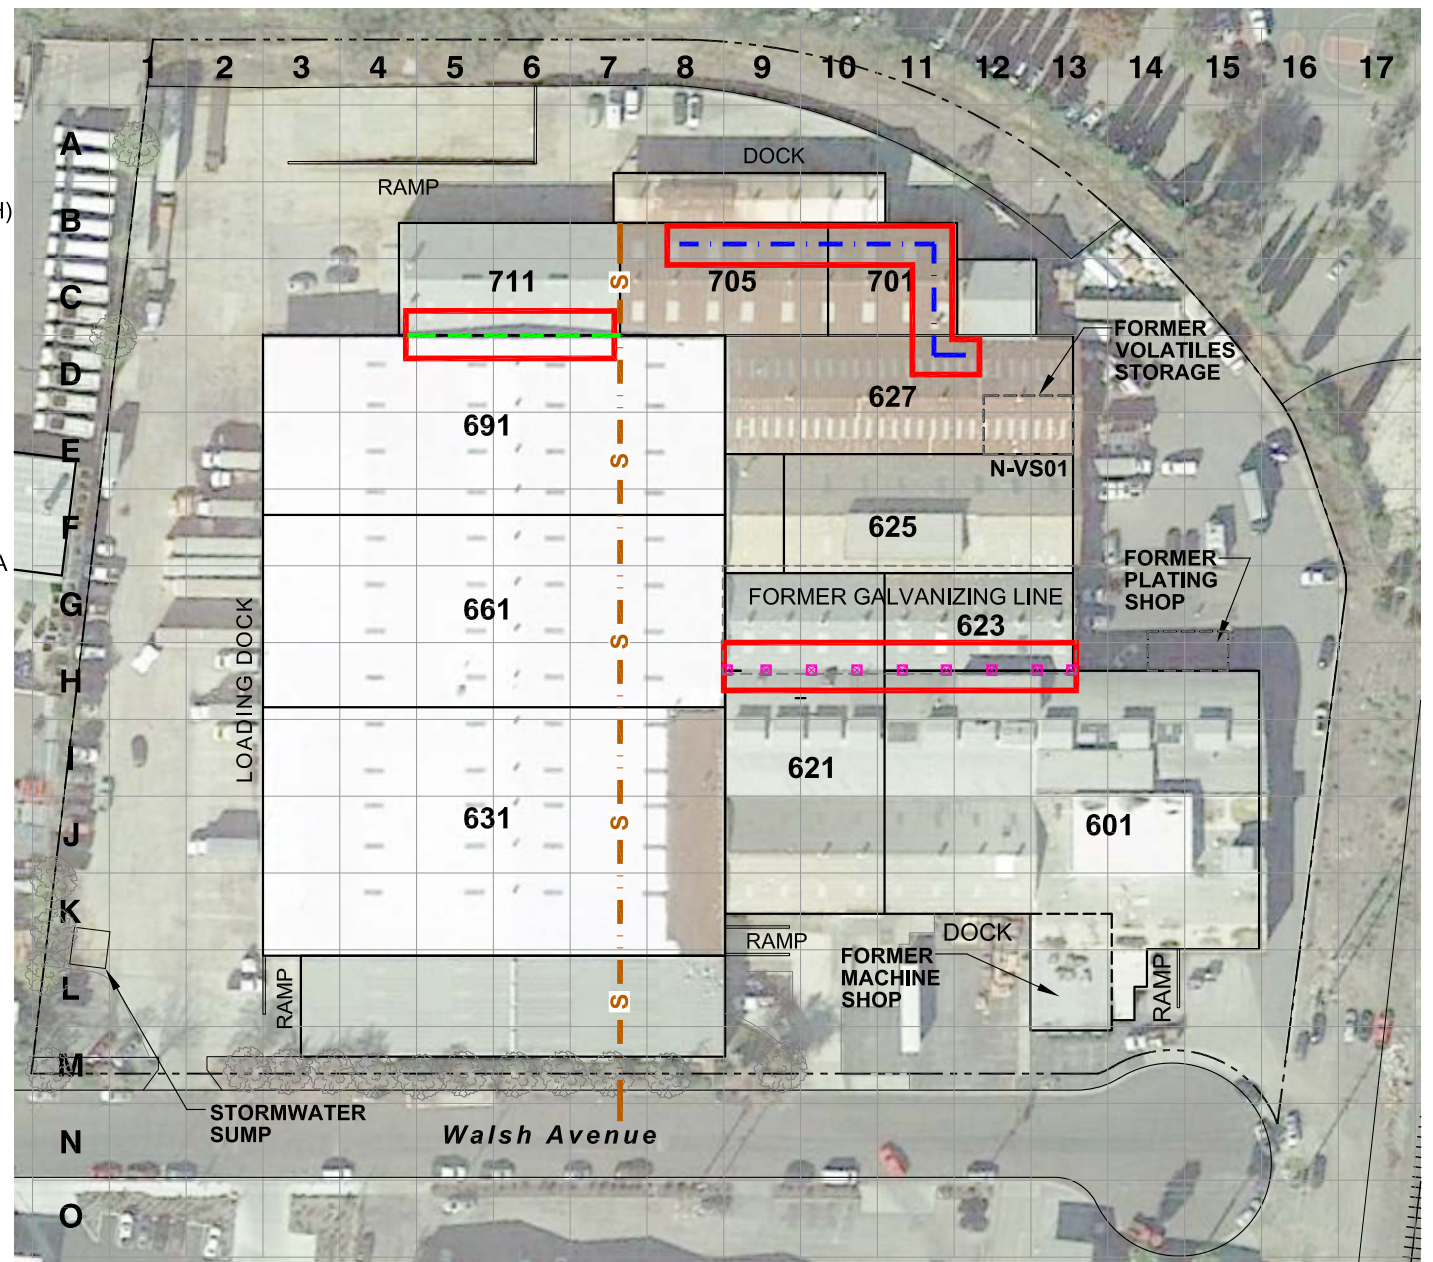 1 2 3 4 5 6 7 8 9 10 11 12 13 14 15 16 17
A
DOCK
RAMP
H)
B
711
S
705
701
C
FORMER
VOLATILES
STORAGE
D
627
691
E
S
N-VS01
F
625
A
FORMER
PLATING
SHOP
G
661
FORMER GALVANIZING LINE
623
S
H
LOADING DOCK
I
621
631
S
J
601
K
RAMP
DOCK
FORMER
MACHINE
SHOP
L
RAMP
S
RAMP
M
STORMWATER
SUMP
Walsh Avenue
N
O